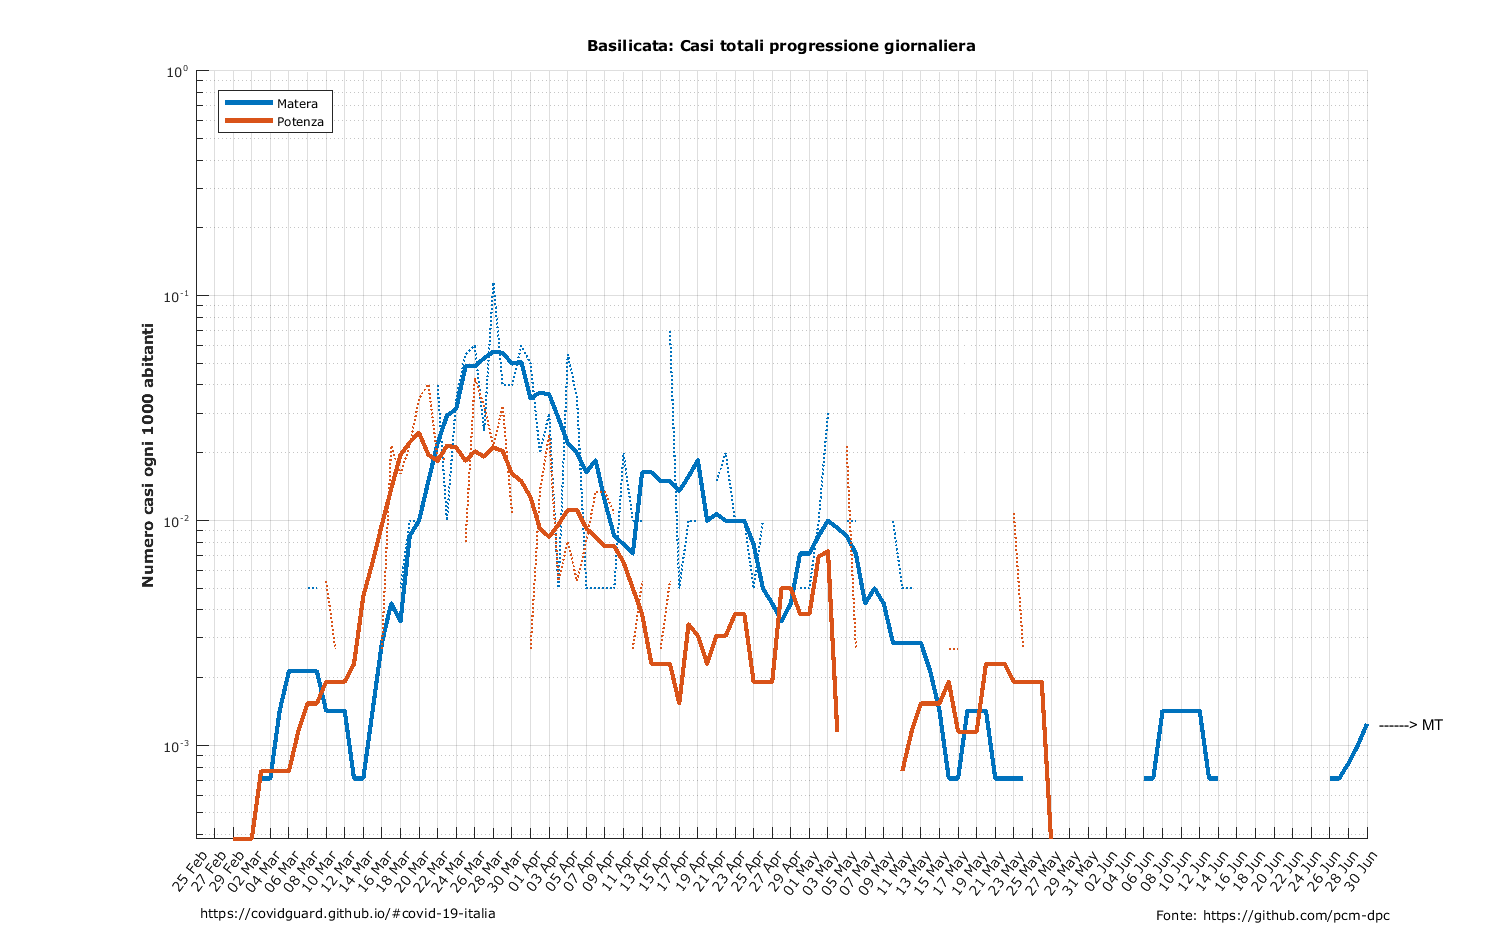 Basilicata: Casi totali progressione giornaliera
10^0
Matera
Potenza
10^-1
10^-2
10^-3
Numero casi ogni 1000 abitanti
------> MT
25 Feb
27 Feb
29 Feb
02 Mar
04 Mar
06 Mar
08 Mar
10 Mar
12 Mar
14 Mar
16 Mar
18 Mar
20 Mar
22 Mar
24 Mar
26 Mar
28 Mar
30 Mar
01 Apr
03 Apr
05 Apr
07 Apr
09 Apr
11 Apr
13 Apr
15 Apr
17 Apr
19 Apr
21 Apr
23 Apr
25 Apr
27 Apr
29 Apr
01 May
03 May
05 May
07 May
09 May
11 May
13 May
15 May
17 May
19 May
21 May
23 May
25 May
27 May
29 May
31 May
02 Jun
04 Jun
06 Jun
08 Jun
10 Jun
12 Jun
14 Jun
16 Jun
18 Jun
20 Jun
22 Jun
24 Jun
26 Jun
28 Jun
30 Jun
https://covidguard.github.io/#covid-19-italia
Fonte: https://github.com/pcm-dpc